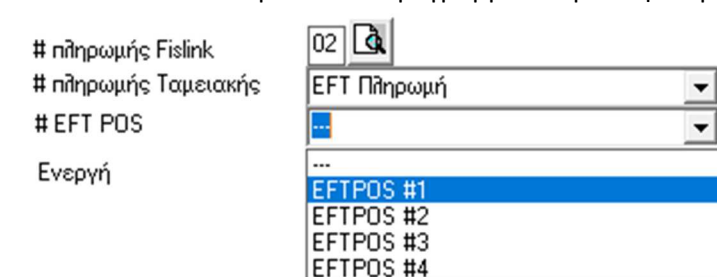 # πληρωμής Fislink 02
# πληρωμής Ταμειακής EFT Πληρωμή
# EFT POS ---
Ενεργή
---
EFTPOS #1
EFTPOS #2
EFTPOS #3
EFTPOS #4